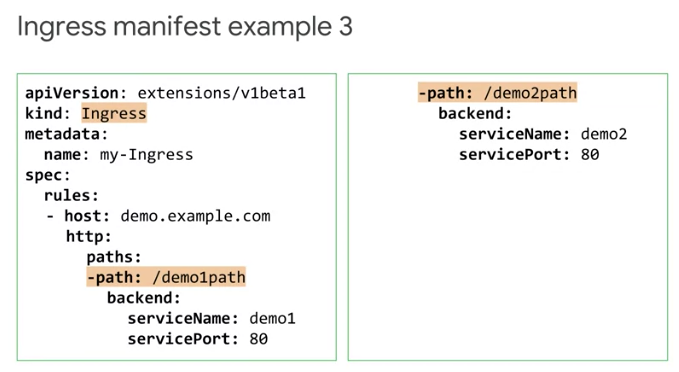 Ingress manifest example 3
apiVersion: extensions/v1beta1
kind: Ingress
metadata:
name: my-Ingress
spec:
rules:
- host: demo.example.com
http:
paths:
-path: /demo1path
backend:
serviceName: demo1
servicePort: 80
-path: /demo2path
backend:
serviceName: demo2
servicePort: 80